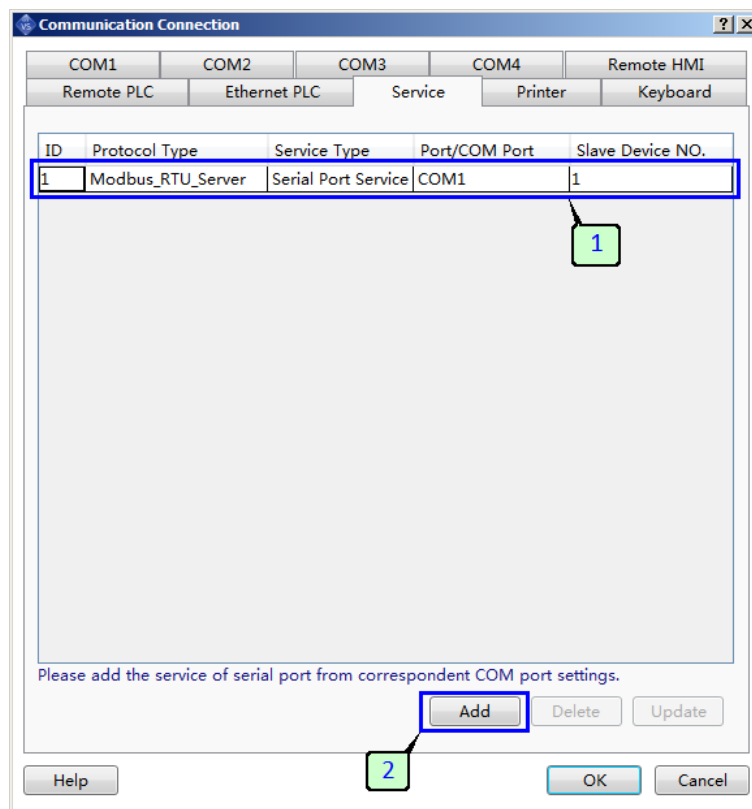 VS Communication Connection ? X
COM1 COM2 COM3 COM4 Remote HMI
Remote PLC Ethernet PLC Service Printer Keyboard
ID Protocol Type Service Type Port/COM Port Slave Device NO.
1 Modbus_RTU_Server Serial Port Service COM1 1
1
Please add the service of serial port from correspondent COM port settings.
Add Delete Update
2
Help OK Cancel